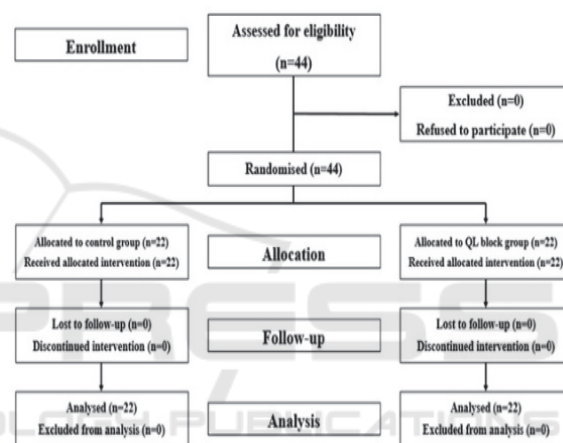 Enrollment
Assessed for eligibility
(n=44)
Excluded (n=0)
Refused to participate (n=0)
Randomised (n=44)
Allocated to control group (n=22)
Received allocated intervention (n=22)
Allocation
Allocated to QL block group (n=22)
Received allocated intervention (n=22)
Lost to follow-up (n=0)
Discontinued intervention (n=0)
Follow-up
Lost to follow-up (n=0)
Discontinued intervention (n=0)
Analysed (n=22)
Excluded from analysis (n=0)
Analysis
Analysed (n=22)
Excluded from analysis (n=0)
PRESS
OLOGY PUBLICATIONS